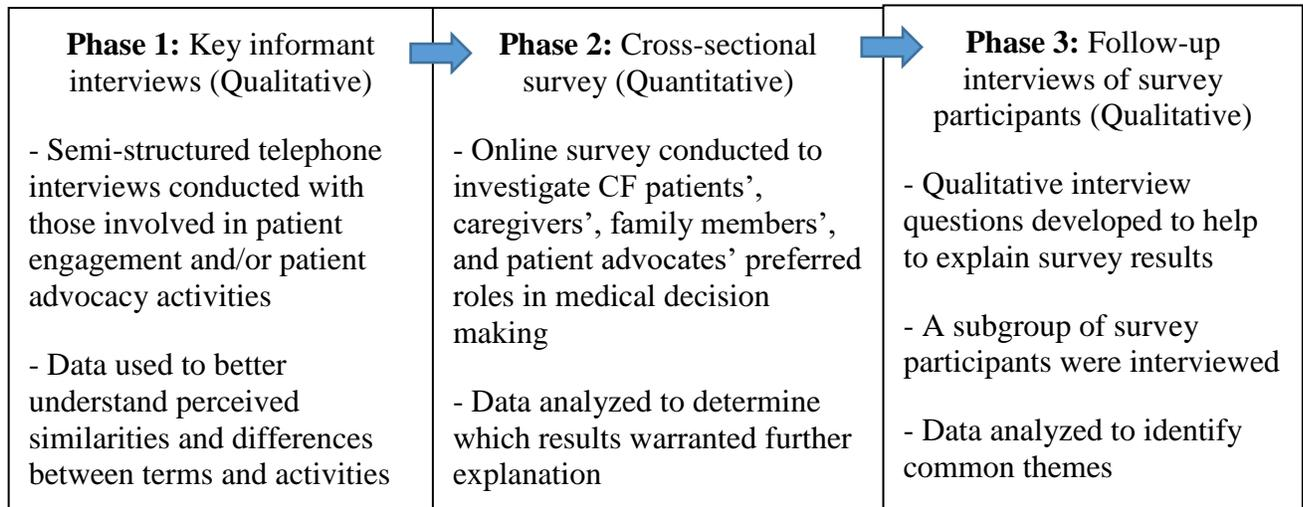 Phase 1: Key informant
interviews (Qualitative)
- Semi-structured telephone
interviews conducted with
those involved in patient
engagement and/or patient
advocacy activities
- Data used to better
understand perceived
similarities and differences
between terms and activities
Phase 2: Cross-sectional
survey (Quantitative)
- Online survey conducted to
investigate CF patients’,
caregivers’, family members’,
and patient advocates’ preferred
roles in medical decision
making
- Data analyzed to determine
which results warranted further
explanation
Phase 3: Follow-up
interviews of survey
participants (Qualitative)
- Qualitative interview
questions developed to help
to explain survey results
- A subgroup of survey
participants were interviewed
- Data analyzed to identify
common themes